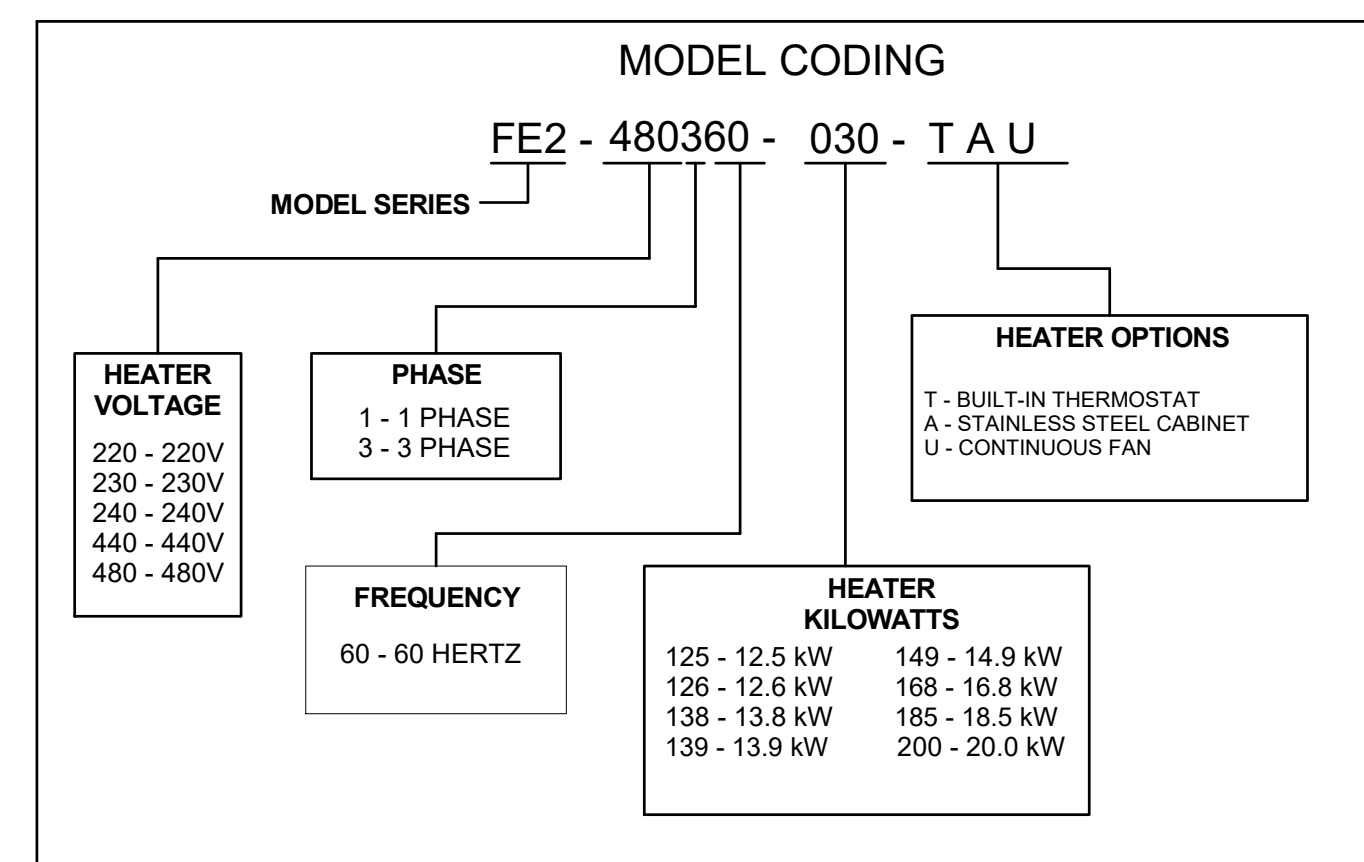 MODEL CODING
FE2 - 480360 - 030 - T A U
MODEL SERIES
HEATER
VOLTAGE
220 - 220V
230 - 230V
240 - 240V
440 - 440V
480 - 480V
PHASE
1 - 1 PHASE
3 - 3 PHASE
FREQUENCY
60 - 60 HERTZ
HEATER
KILOWATTS
125 - 12.5 kW 149 - 14.9 kW
126 - 12.6 kW 168 - 16.8 kW
138 - 13.8 kW 185 - 18.5 kW
139 - 13.9 kW 200 - 20.0 kW
HEATER OPTIONS
T - BUILT-IN THERMOSTAT
A - STAINLESS STEEL CABINET
U - CONTINUOUS FAN